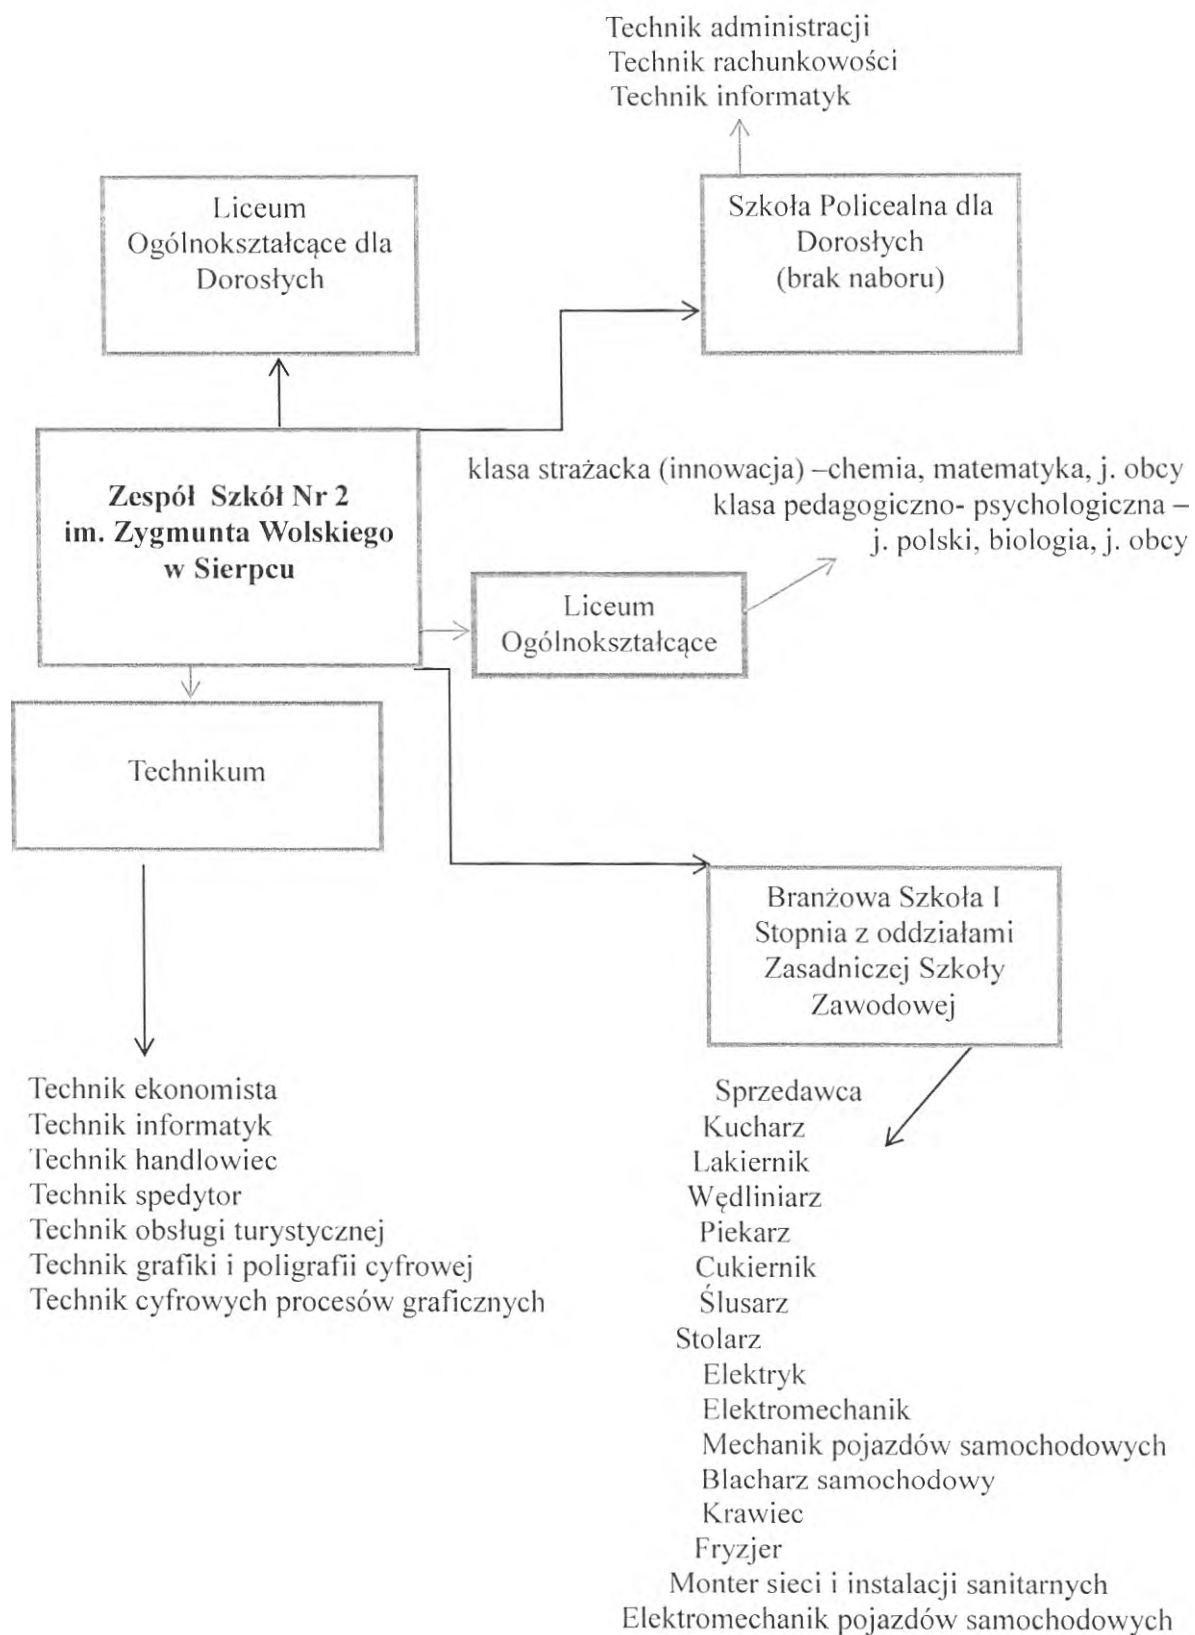 Technik administracji
Technik rachunkowości
Technik informatyk
Liceum
Ogólnokształcące dla
Dorosłych
Szkoła Policealna dla
Dorosłych
(brak naboru)
Zespół Szkół Nr 2
im. Zygmunta Wolskiego
w Sierpcu
klasa strażacka (innowacja) –chemia, matematyka, j. obcy
klasa pedagogiczno- psychologiczna –
j. polski, biologia, j. obcy
Liceum
Ogólnokształcące
Technikum
Branżowa Szkoła I
Stopnia z oddziałami
Zasadniczej Szkoły
Zawodowej
Technik ekonomista
Technik informatyk
Technik handlowiec
Technik spedytor
Technik obsługi turystycznej
Technik grafiki i poligrafii cyfrowej
Technik cyfrowych procesów graficznych
Sprzedawca
Kucharz
Lakiernik
Wędliniarz
Piekarz
Cukiernik
Ślusarz
Stolarz
Elektryk
Elektromechanik
Mechanik pojazdów samochodowych
Blacharz samochodowy
Krawiec
Fryzjer
Monter sieci i instalacji sanitarnych
Elektromechanik pojazdów samochodowych